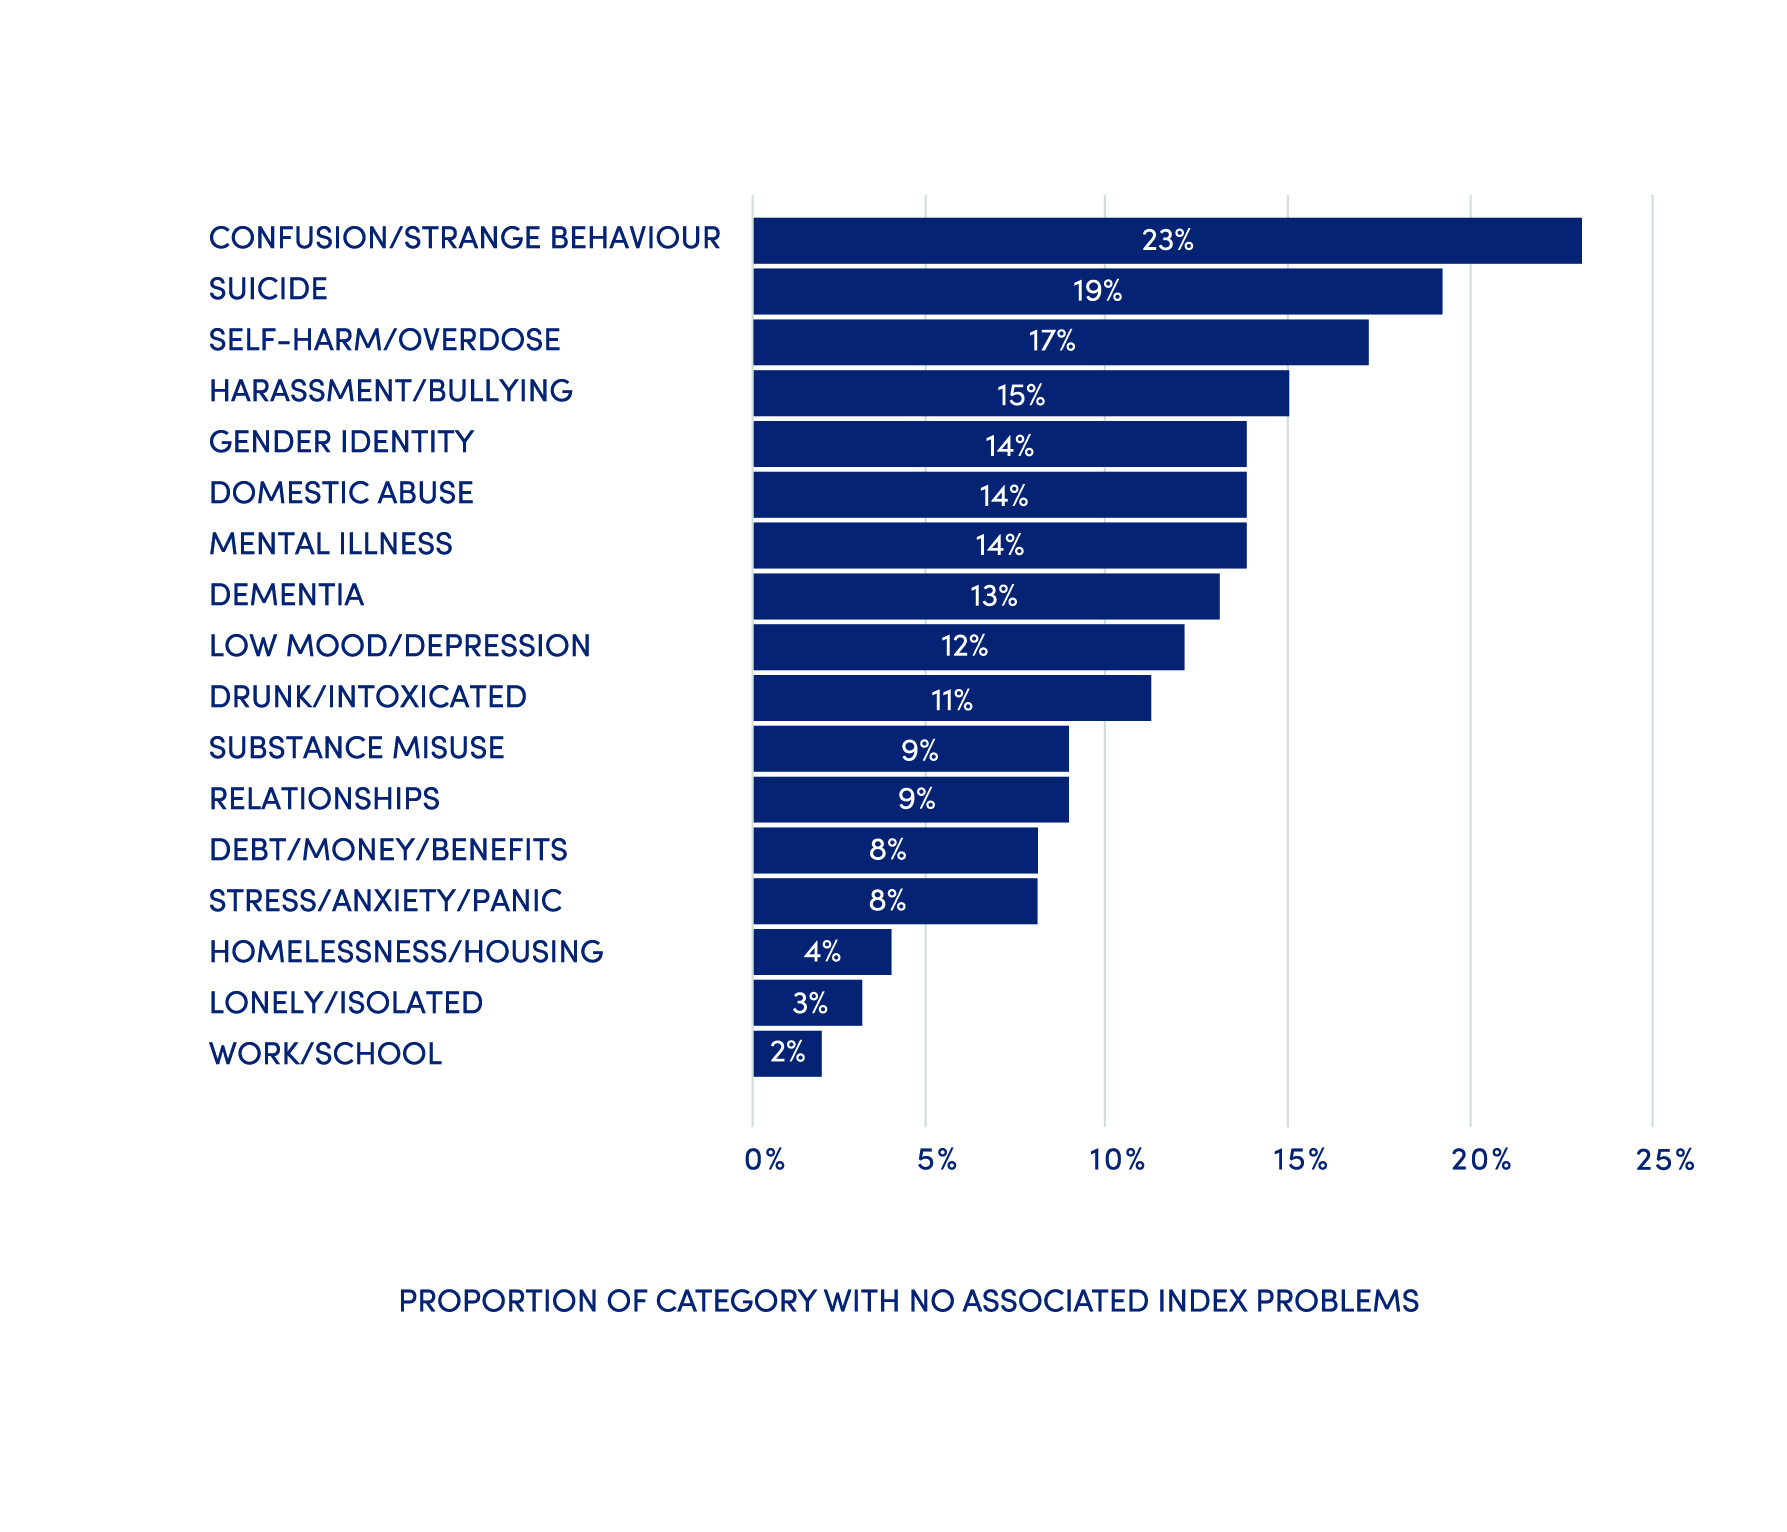 CONFUSION/STRANGE BEHAVIOUR 23%
SUICIDE 19%
SELF-HARM/OVERDOSE 17%
HARASSMENT/BULLYING 15%
GENDER IDENTITY 14%
DOMESTIC ABUSE 14%
MENTAL ILLNESS 14%
DEMENTIA 13%
LOW MOOD/DEPRESSION 12%
DRUNK/INTOXICATED 11%
SUBSTANCE MISUSE 9%
RELATIONSHIPS 9%
DEBT/MONEY/BENEFITS 8%
STRESS/ANXIETY/PANIC 8%
HOMELESSNESS/HOUSING 4%
LONELY/ISOLATED 3%
WORK/SCHOOL 2%
0% 5% 10% 15% 20% 25%
PROPORTION OF CATEGORY WITH NO ASSOCIATED INDEX PROBLEMS